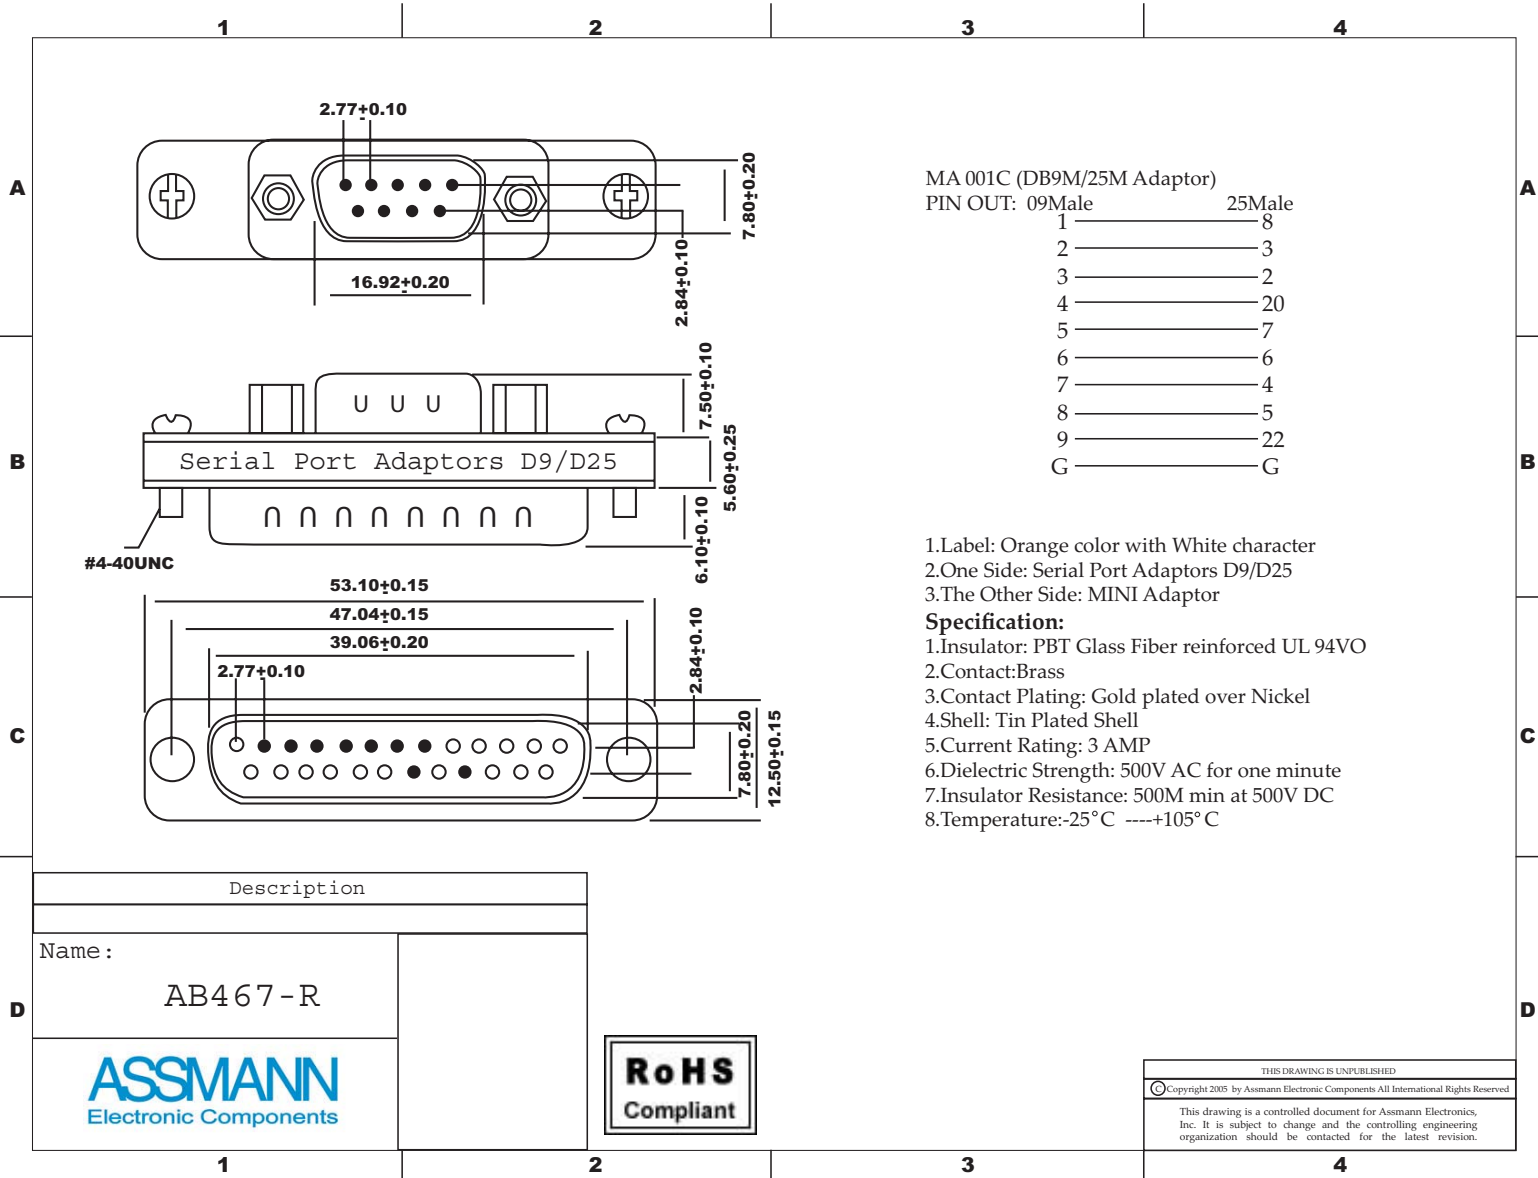 1 2 3 4
A A
B B
C C
D D
2.77±0.10
7.80±0.20
16.92±0.20
2.84±0.10
7.50±0.10
Serial Port Adaptors D9/D25
5.60±0.25
6.10±0.10
#4-40UNC
53.10±0.15
47.04±0.15
39.06±0.20
2.77±0.10
2.84±0.10
7.80±0.20
12.50±0.15
MA 001C (DB9M/25M Adaptor)
PIN OUT: 09Male 25Male
1 8
2 3
3 2
4 20
5 7
6 6
7 4
8 5
9 22
G G
1.Label: Orange color with White character
2.One Side: Serial Port Adaptors D9/D25
3.The Other Side: MINI Adaptor
Specification:
1.Insulator: PBT Glass Fiber reinforced UL 94VO
2.Contact:Brass
3.Contact Plating: Gold plated over Nickel
4.Shell: Tin Plated Shell
5.Current Rating: 3 AMP
6.Dielectric Strength: 500V AC for one minute
7.Insulator Resistance: 500M min at 500V DC
8.Temperature:-25°C ----+105°C
Description
Name:
AB467-R
ASSMANN
Electronic Components
RoHS
Compliant
THIS DRAWING IS UNPUBLISHED
© Copyright 2005 by Assmann Electronic Components All International Rights Reserved
This drawing is a controlled document for Assmann Electronics,
Inc. It is subject to change and the controlling engineering
organization should be contacted for the latest revision.
1 2 3 4